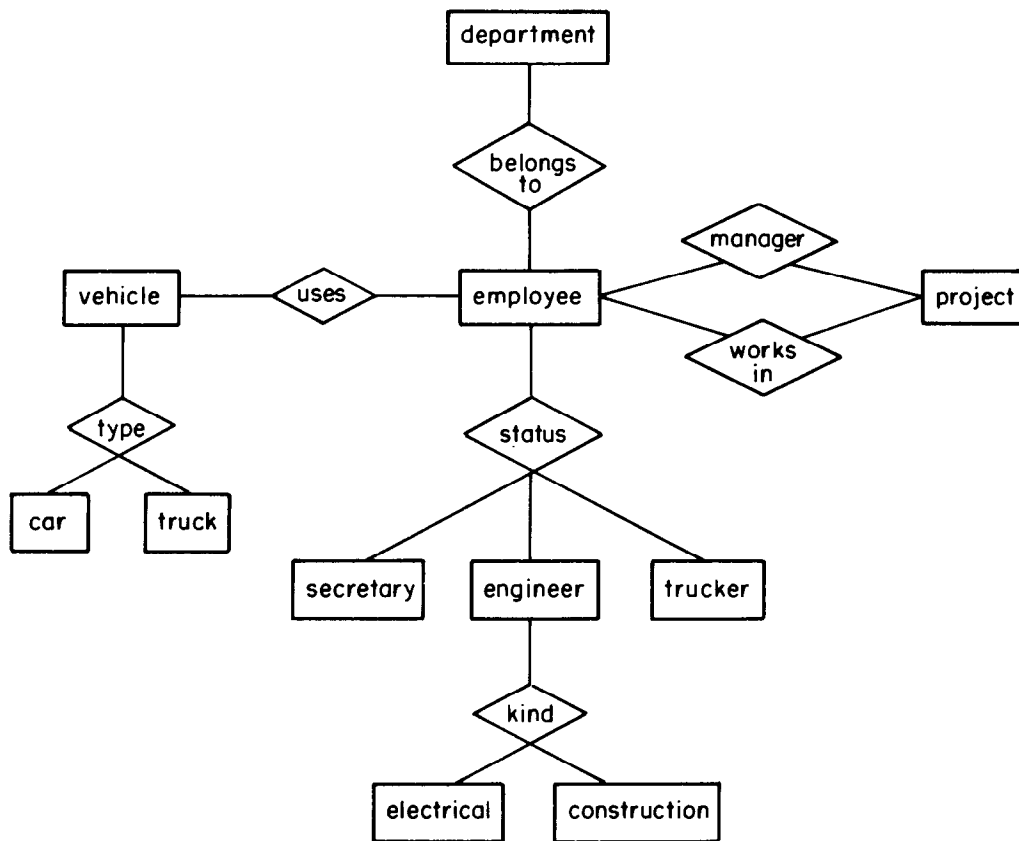 department
belongs
to
manager
vehicle
uses
employee
project
works
in
type
status
car
truck
secretary
engineer
trucker
kind
electrical
construction